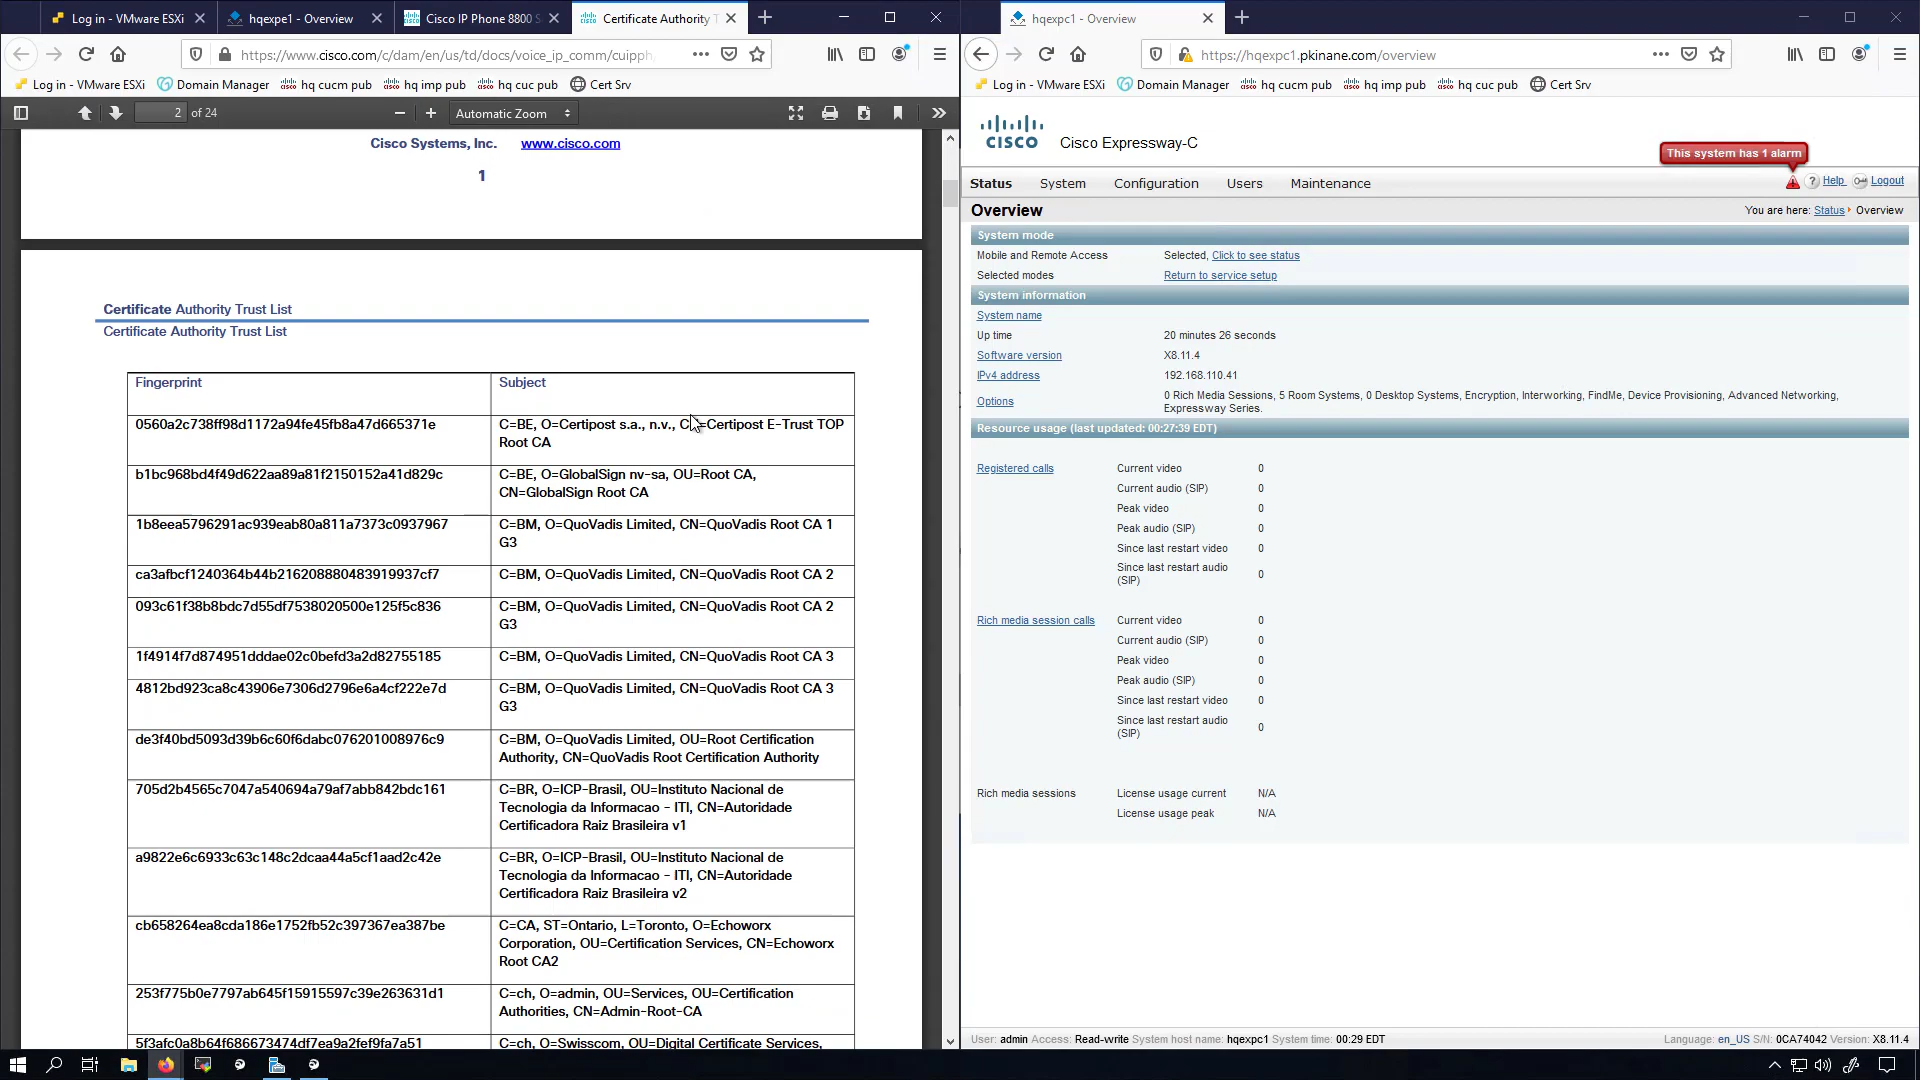 Log in - VMware ESXi
hqexpe1 - Overview
Cisco IP Phone 8800 S
Certificate Authority T
https://www.cisco.com/c/dam/en/us/td/docs/voice_ip_comm/cuipph
Log in - VMware ESXi
Domain Manager
hq cucm pub
hq imp pub
hq cuc pub
Cert Srv
2 of 24
Automatic Zoom
Cisco Systems, Inc. www.cisco.com
1
Certificate Authority Trust List
Certificate Authority Trust List
Fingerprint
Subject
0560a2c738ff98d1172a94fe45fb8a47d665371e
C=BE, O=Certipost s.a., n.v., C =Certipost E-Trust TOP
Root CA
b1bc968bd4f49d622aa89a81f2150152a41d829c
C=BE, O=GlobalSign nv-sa, OU=Root CA,
CN=GlobalSign Root CA
1b8eea5796291ac939eab80a811a7373c0937967
C=BM, O=QuoVadis Limited, CN=QuoVadis Root CA 1
G3
ca3afbcf1240364b44b216208880483919937cf7
C=BM, O=QuoVadis Limited, CN=QuoVadis Root CA 2
093c61f38b8bdc7d55df7538020500e125f5c836
C=BM, O=QuoVadis Limited, CN=QuoVadis Root CA 2
G3
1f4914f7d874951dddae02c0befd3a2d82755185
C=BM, O=QuoVadis Limited, CN=QuoVadis Root CA 3
4812bd923ca8c43906e7306d2796e6a4cf222e7d
C=BM, O=QuoVadis Limited, CN=QuoVadis Root CA 3
G3
de3f40bd5093d39b6c60f6dabc076201008976c9
C=BM, O=QuoVadis Limited, OU=Root Certification
Authority, CN=QuoVadis Root Certification Authority
705d2b4565c7047a540694a79af7abb842bdc161
C=BR, O=ICP-Brasil, OU=Instituto Nacional de
Tecnologia da Informacao - ITI, CN=Autoridade
Certificadora Raiz Brasileira v1
a9822e6c6933c63c148c2dcaa44a5cf1aad2c42e
C=BR, O=ICP-Brasil, OU=Instituto Nacional de
Tecnologia da Informacao - ITI, CN=Autoridade
Certificadora Raiz Brasileira v2
cb658264ea8cda186e1752fb52c397367ea387be
C=CA, ST=Ontario, L=Toronto, O=Echoworx
Corporation, OU=Certification Services, CN=Echoworx
Root CA2
253f775b0e7797ab645f15915597c39e263631d1
C=ch, O=admin, OU=Services, OU=Certification
Authorities, CN=Admin-Root-CA
5f3afc0a8b64f686673474df7ea9a2fef9fa7a51
C=ch, O=Swisscom, OU=Digital Certificate Services,
hqexpc1 - Overview
https://hqexpc1.pkinane.com/overview
Log in - VMware ESXi
Domain Manager
hq cucm pub
hq imp pub
hq cuc pub
Cert Srv
CISCO
Cisco Expressway-C
This system has 1 alarm
Status
System
Configuration
Users
Maintenance
Help
Logout
Overview
You are here: Status Overview
System mode
Mobile and Remote Access
Selected, Click to see status
Selected modes
Return to service setup
System information
System name
Up time
20 minutes 26 seconds
Software version
X8.11.4
IPv4 address
192.168.110.41
Options
0 Rich Media Sessions, 5 Room Systems, 0 Desktop Systems, Encryption, Interworking, FindMe, Device Provisioning, Advanced Networking,
Expressway Series.
Resource usage (last updated: 00:27:39 EDT)
Registered calls
Current video 0
Current audio (SIP) 0
Peak video 0
Peak audio (SIP) 0
Since last restart video 0
Since last restart audio
(SIP) 0
Rich media session calls
Current video 0
Current audio (SIP) 0
Peak video 0
Peak audio (SIP) 0
Since last restart video 0
Since last restart audio
(SIP) 0
Rich media sessions
License usage current N/A
License usage peak N/A
User: admin Access: Read-write System host name: hqexpc1 System time: 00:29 EDT
Language: en_US S/N: 0CA74042 Version: X8.11.4